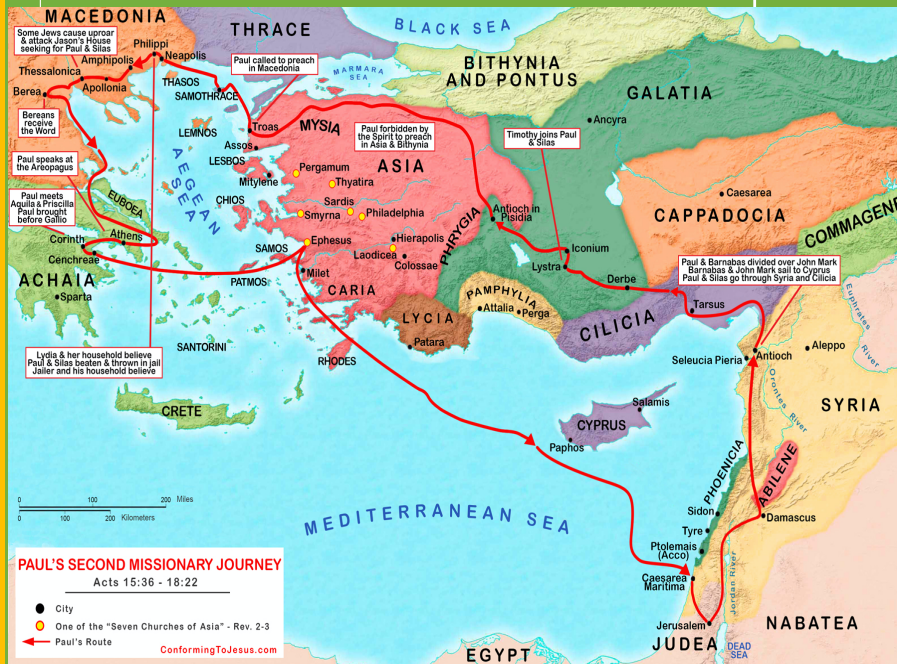 MACEDONIA
THRACE
BLACK SEA
BITHYNIA
AND PONTUS
GALATIA
MARMARA
SEA
Some Jews cause uproar
& attack Jason's House
seeking for Paul & Silas
Philippi
Neapolis
Amphipolis
Thessalonica
Apollonia
Berea
THASOS
SAMOTHRACE
Paul called to preach
in Macedonia
Bereans
receive
the Word
LEMNOS
Troas
Assos
LESBOS
Mitylene
MYSIA
Paul forbidden by
the Spirit to preach
in Asia & Bithynia
Timothy joins Paul
& Silas
Ancyra
ASIA
Pergamum
Thyatira
Sardis
Smyrna
Philadelphia
Paul speaks at
the Areopagus
AEGEAN
SEA
CHIOS
EUBOEA
Paul meets
Aquila & Priscilla
Paul brought
before Gallio
Athens
Corinth
Cenchreae
SAMOS
Ephesus
Hierapolis
Laodicea
Colossae
PHRYGIA
Antioch in
Pisidia
Iconium
Lystra
Derbe
Caesarea
CAPPADOCIA
COMMAGENE
Paul & Barnabas divided over John Mark
Barnabas & John Mark sail to Cyprus
Paul & Silas go through Syria and Cilicia
ACHAIA
Sparta
PATMOS
Milet
CARIA
LYCIA
Patara
PAMPHYLIA
Attalia
Perga
CILICIA
Tarsus
Euphrates
River
Aleppo
Seleucia Pieria
Antioch
Orontes River
SYRIA
SANTORINI
RHODES
Lydia & her household believe
Paul & Silas beaten & thrown in jail
Jailer and his household believe
CRETE
Salamis
CYPRUS
Paphos
PHOENICIA
ABILENE
Sidon
Damascus
Tyre
Ptolemais
(Acco)
MEDITERRANEAN SEA
0 100 200 Miles
0 100 200 Kilometers
Caesarea
Maritima
Jordan River
Jerusalem
JUDEA
DEAD
SEA
NABATEA
EGYPT
PAUL'S SECOND MISSIONARY JOURNEY
Acts 15:36 - 18:22
City
One of the "Seven Churches of Asia" - Rev. 2-3
Paul's Route
ConformingToJesus.com